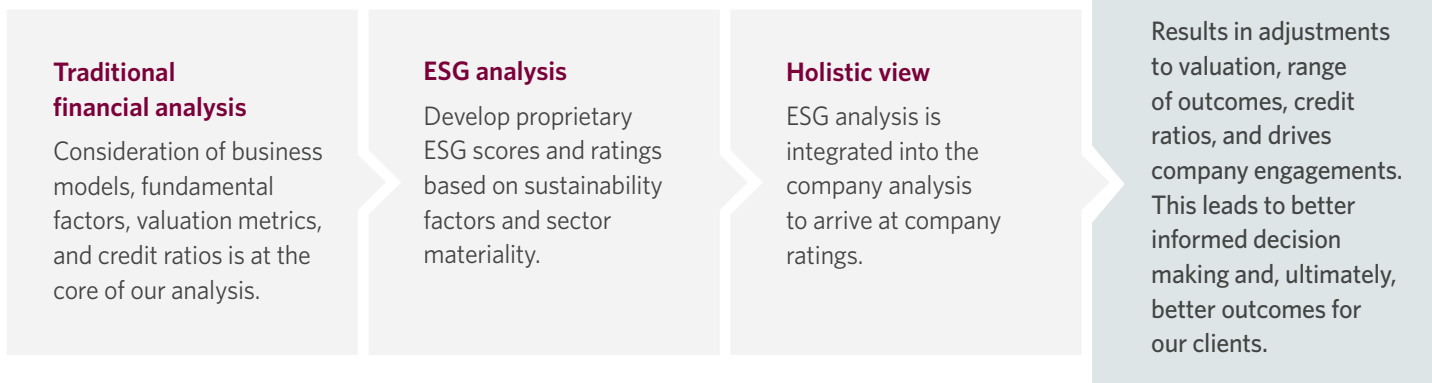 Traditional
financial analysis
Consideration of business
models, fundamental
factors, valuation metrics,
and credit ratios is at the
core of our analysis.
ESG analysis
Develop proprietary
ESG scores and ratings
based on sustainability
factors and sector
materiality.
Holistic view
ESG analysis is
integrated into the
company analysis
to arrive at company
ratings.
Results in adjustments
to valuation, range
of outcomes, credit
ratios, and drives
company engagements.
This leads to better
informed decision
making and, ultimately,
better outcomes for
our clients.